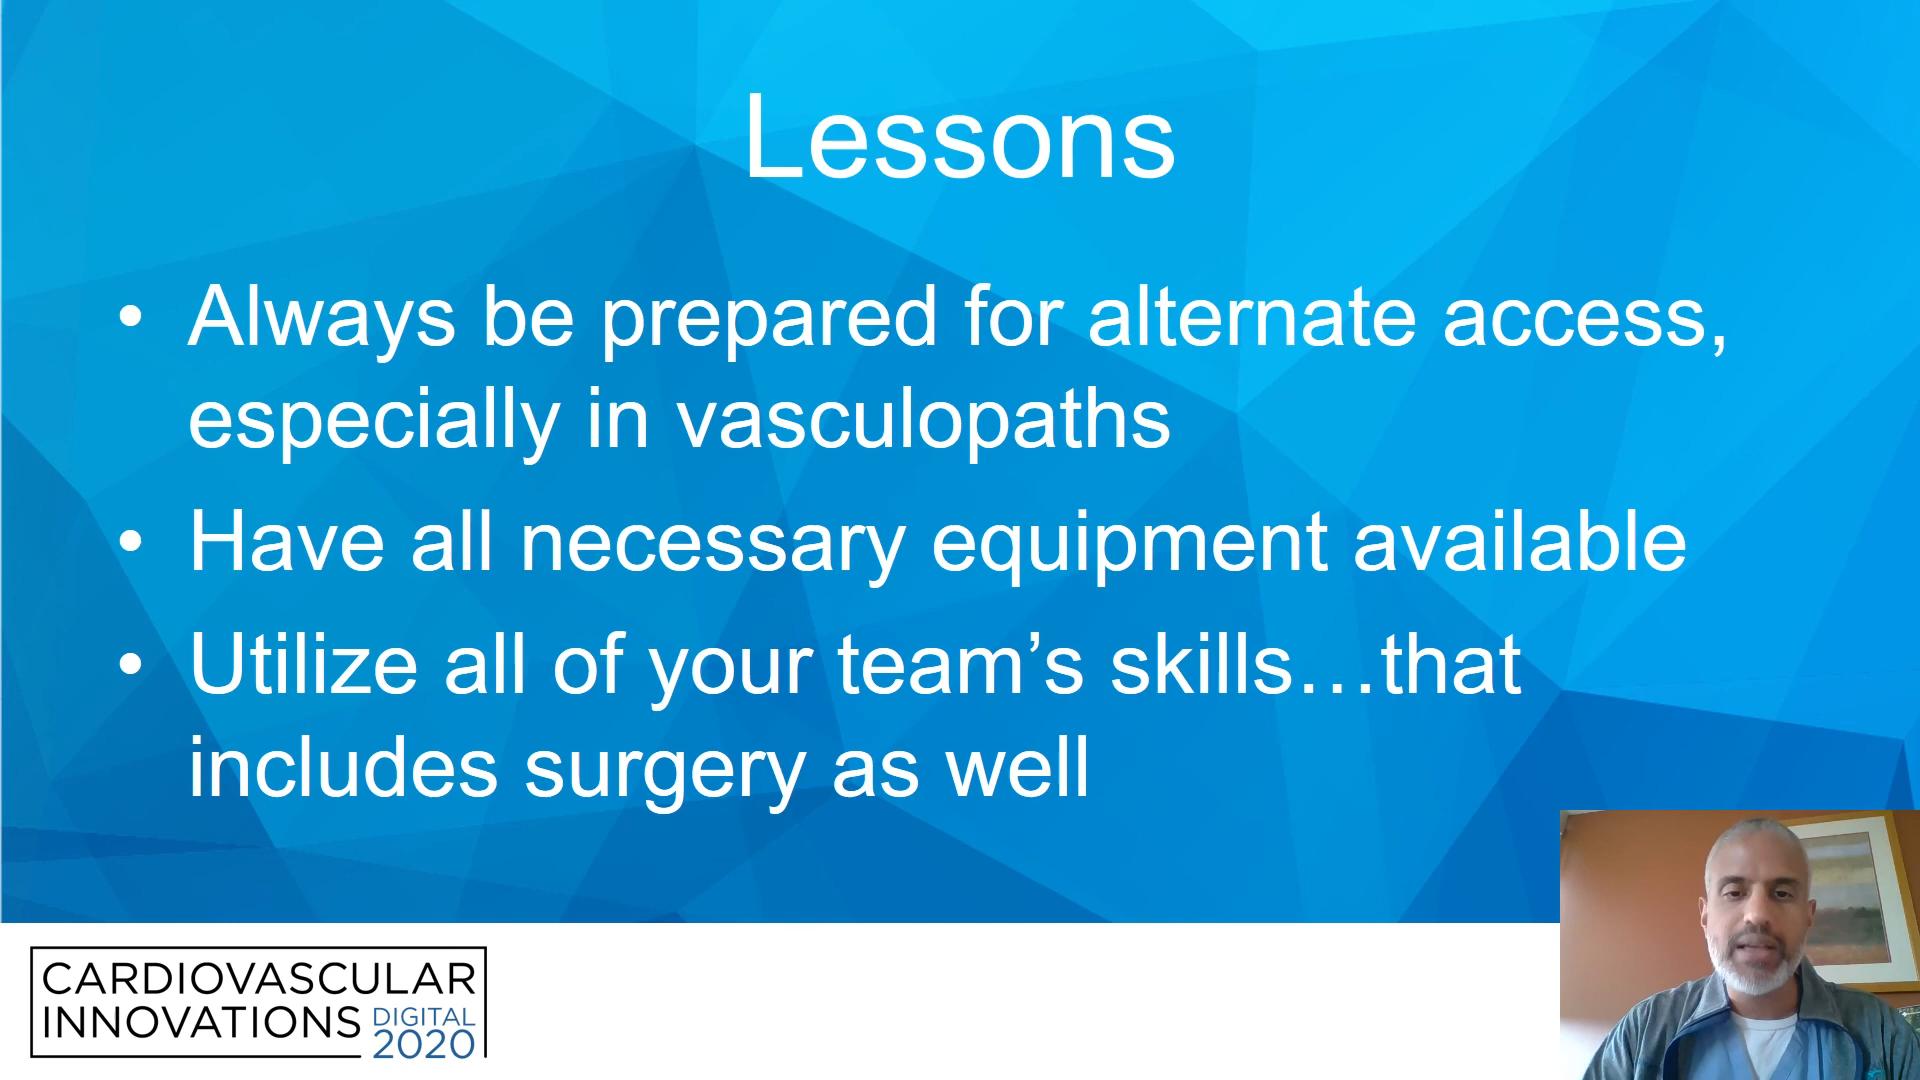 Lessons
• Always be prepared for alternate access,
especially in vasculopaths
• Have all necessary equipment available
• Utilize all of your team’s skills…that
includes surgery as well
CARDIOVASCULAR
INNOVATIONS DIGITAL
2020